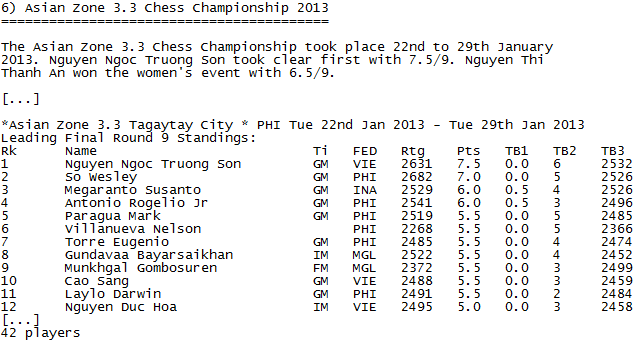 6) Asian Zone 3.3 Chess Championship 2013
=========================================
The Asian Zone 3.3 Chess Championship took place 22nd to 29th January
2013. Nguyen Ngoc Truong Son took clear first with 7.5/9. Nguyen Thi
Thanh An won the women's event with 6.5/9.
[...]
*Asian Zone 3.3 Tagaytay City * PHI Tue 22nd Jan 2013 - Tue 29th Jan 2013
Leading Final Round 9 Standings:
Rk Name Ti FED Rtg Pts TB1 TB2 TB3
1 Nguyen Ngoc Truong Son GM VIE 2631 7.5 0.0 6 2532
2 So Wesley GM PHI 2682 7.0 0.0 5 2526
3 Megaranto Susanto GM INA 2529 6.0 0.5 4 2526
4 Antonio Rogelio Jr GM PHI 2541 6.0 0.5 3 2496
5 Paragua Mark GM PHI 2519 5.5 0.0 5 2485
6 Villanueva Nelson PHI 2268 5.5 0.0 5 2366
7 Torre Eugenio GM PHI 2485 5.5 0.0 4 2474
8 Gundavaa Bayarsaikhan IM MGL 2522 5.5 0.0 4 2452
9 Munkhgal Gombosuren FM MGL 2372 5.5 0.0 3 2499
10 Cao Sang GM VIE 2488 5.5 0.0 3 2459
11 Laylo Darwin GM PHI 2491 5.5 0.0 2 2484
12 Nguyen Duc Hoa IM VIE 2495 5.0 0.0 3 2458
[...]
42 players